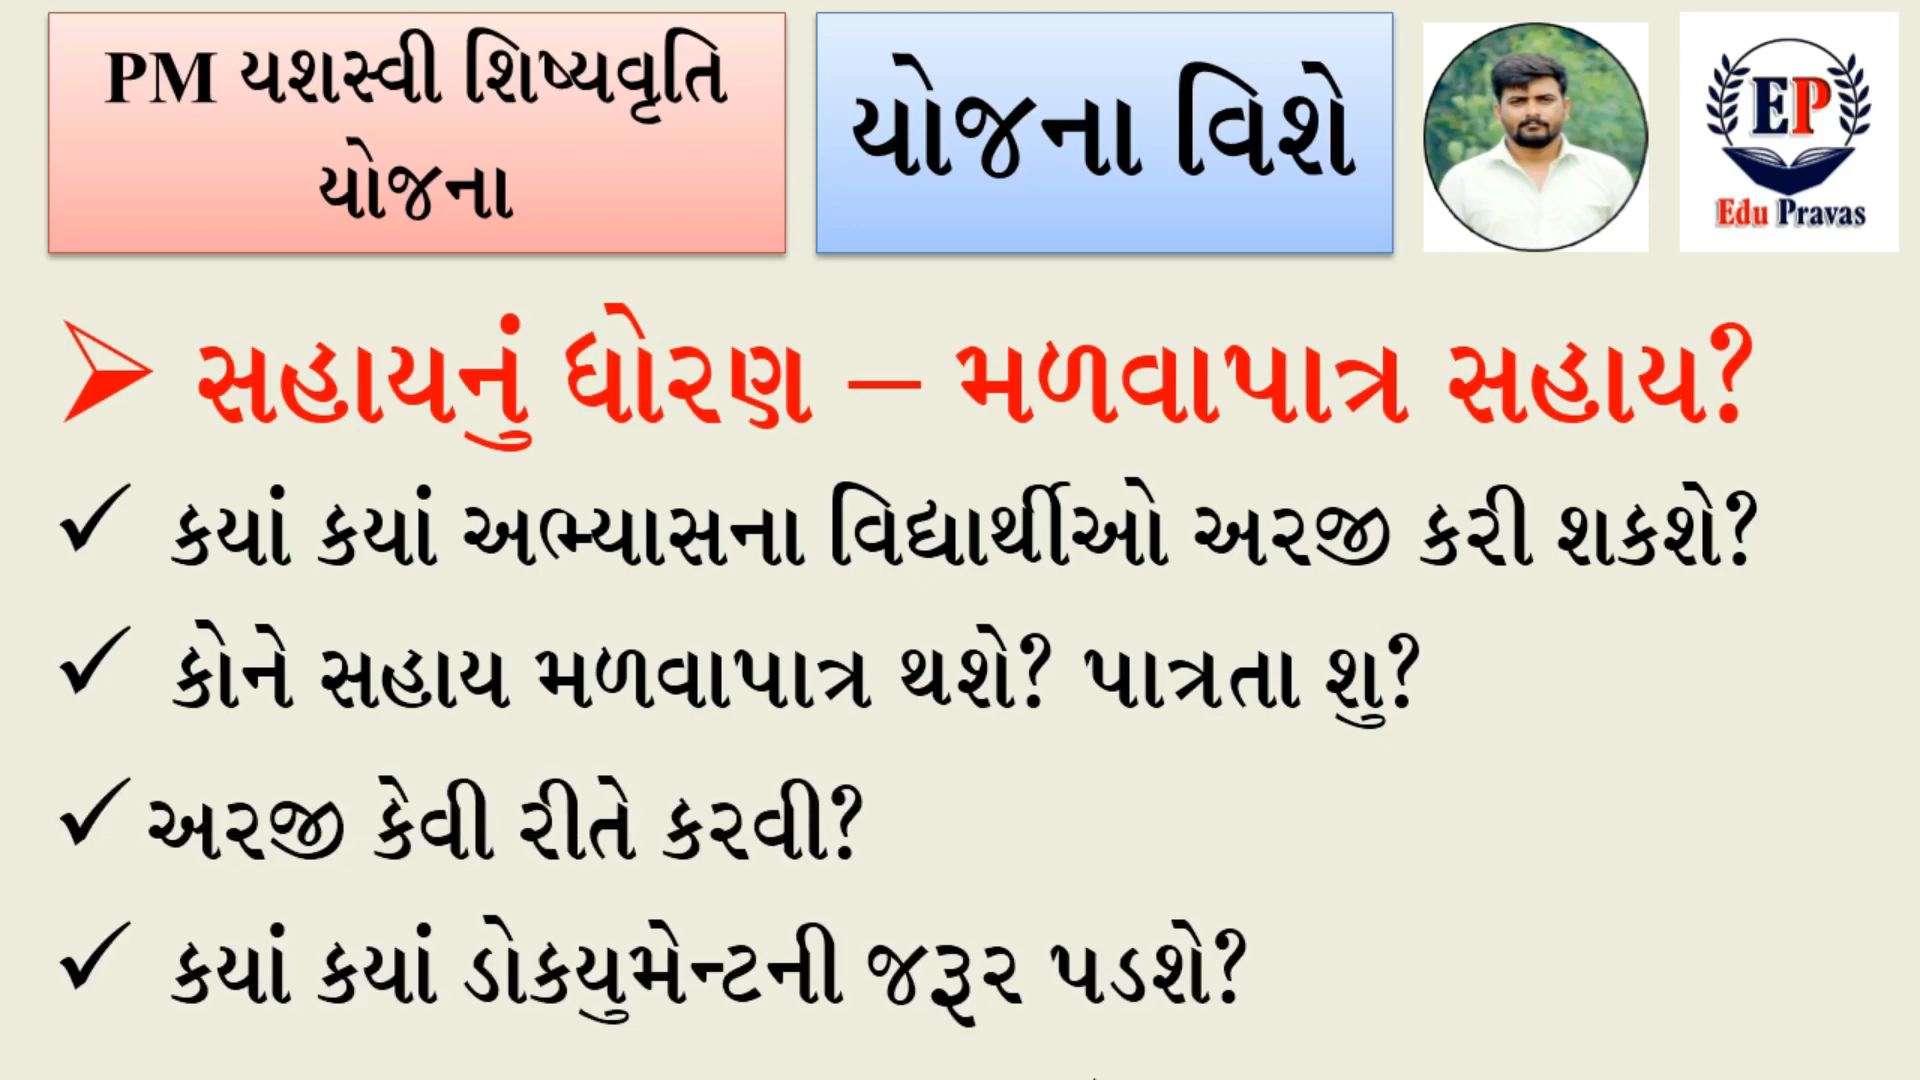 PM યશસ્વી શિષ્યવૃતિ
યોજના
યોજના વિશે
EP
Edu Pravas
સહાયનું ધોરણ – મળવાપાત્ર સહાય?
કયાં કયાં અભ્યાસના વિદ્યાર્થીઓ અરજી કરી શકશે?
કોને સહાય મળવાપાત્ર થશે? પાત્રતા શુ?
અરજી કેવી રીતે કરવી?
કયાં કયાં ડોકયુમેન્ટની જરૂર પડશે?